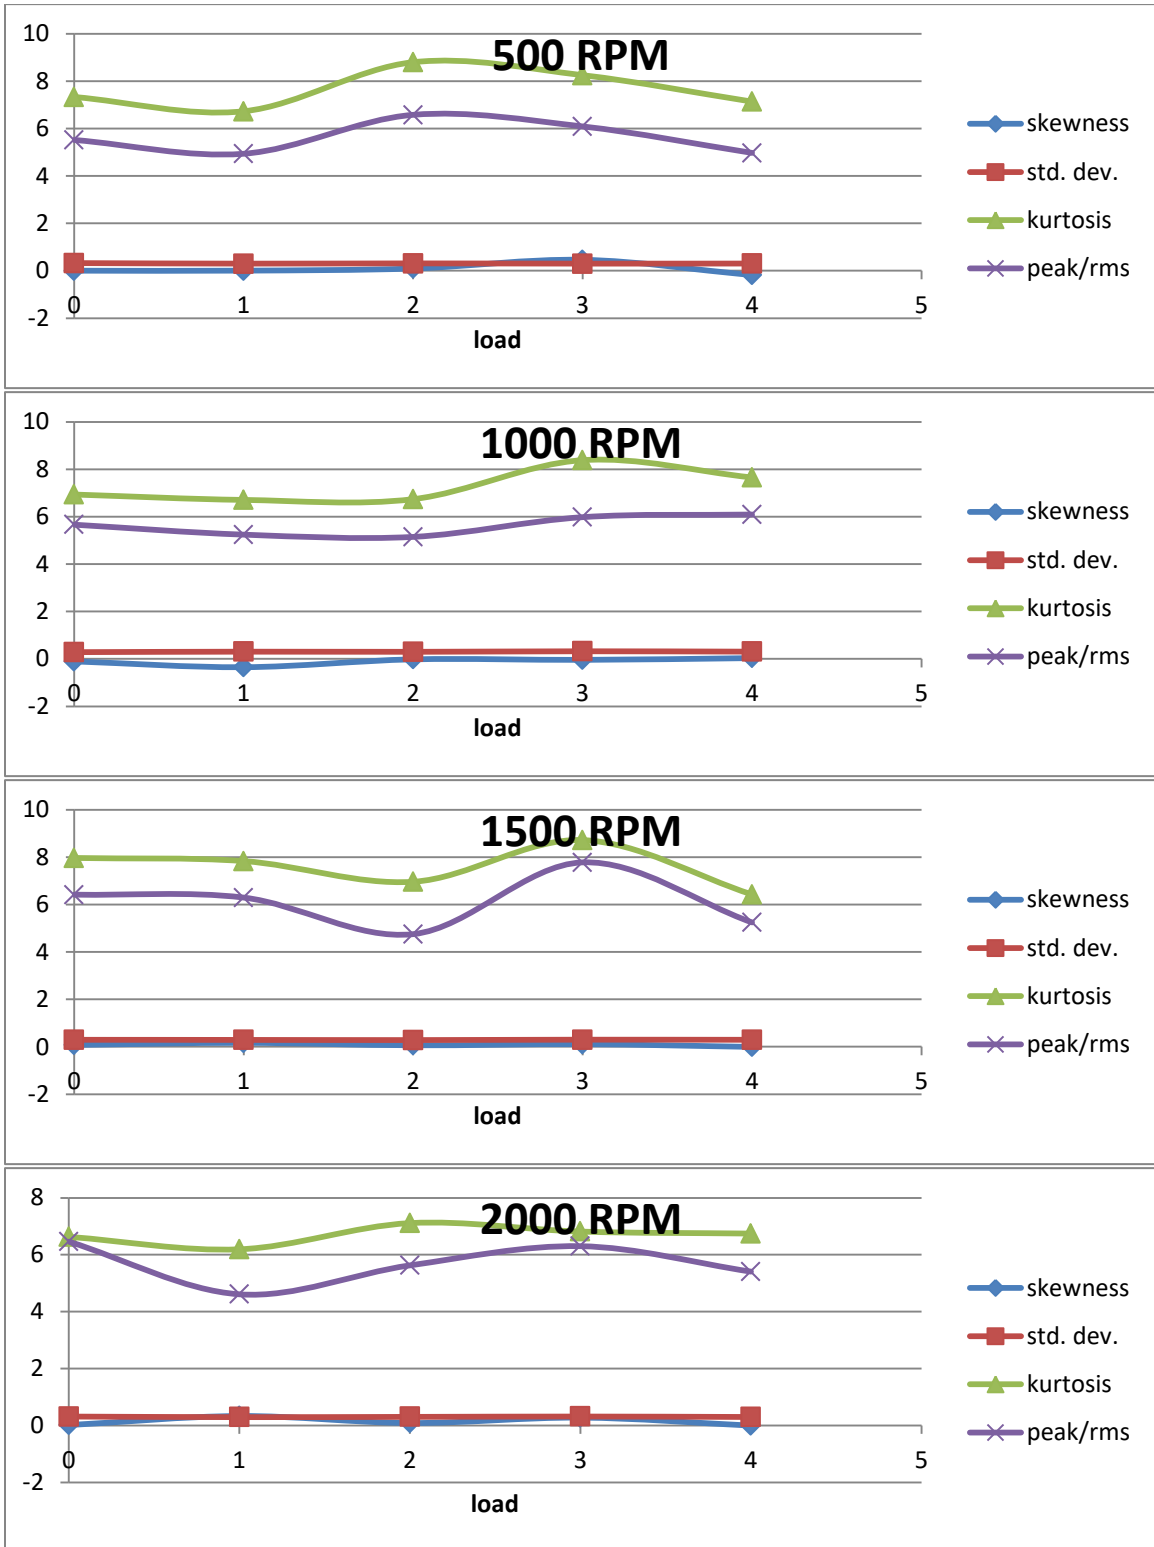 500 RPM
10
8
6
4
2
0
-2
0 1 2 3 4 5
load
skewness
std. dev.
kurtosis
peak/rms
1000 RPM
10
8
6
4
2
0
-2
0 1 2 3 4 5
load
skewness
std. dev.
kurtosis
peak/rms
1500 RPM
10
8
6
4
2
0
-2
0 1 2 3 4 5
load
skewness
std. dev.
kurtosis
peak/rms
2000 RPM
8
6
4
2
0
-2
0 1 2 3 4 5
load
skewness
std. dev.
kurtosis
peak/rms